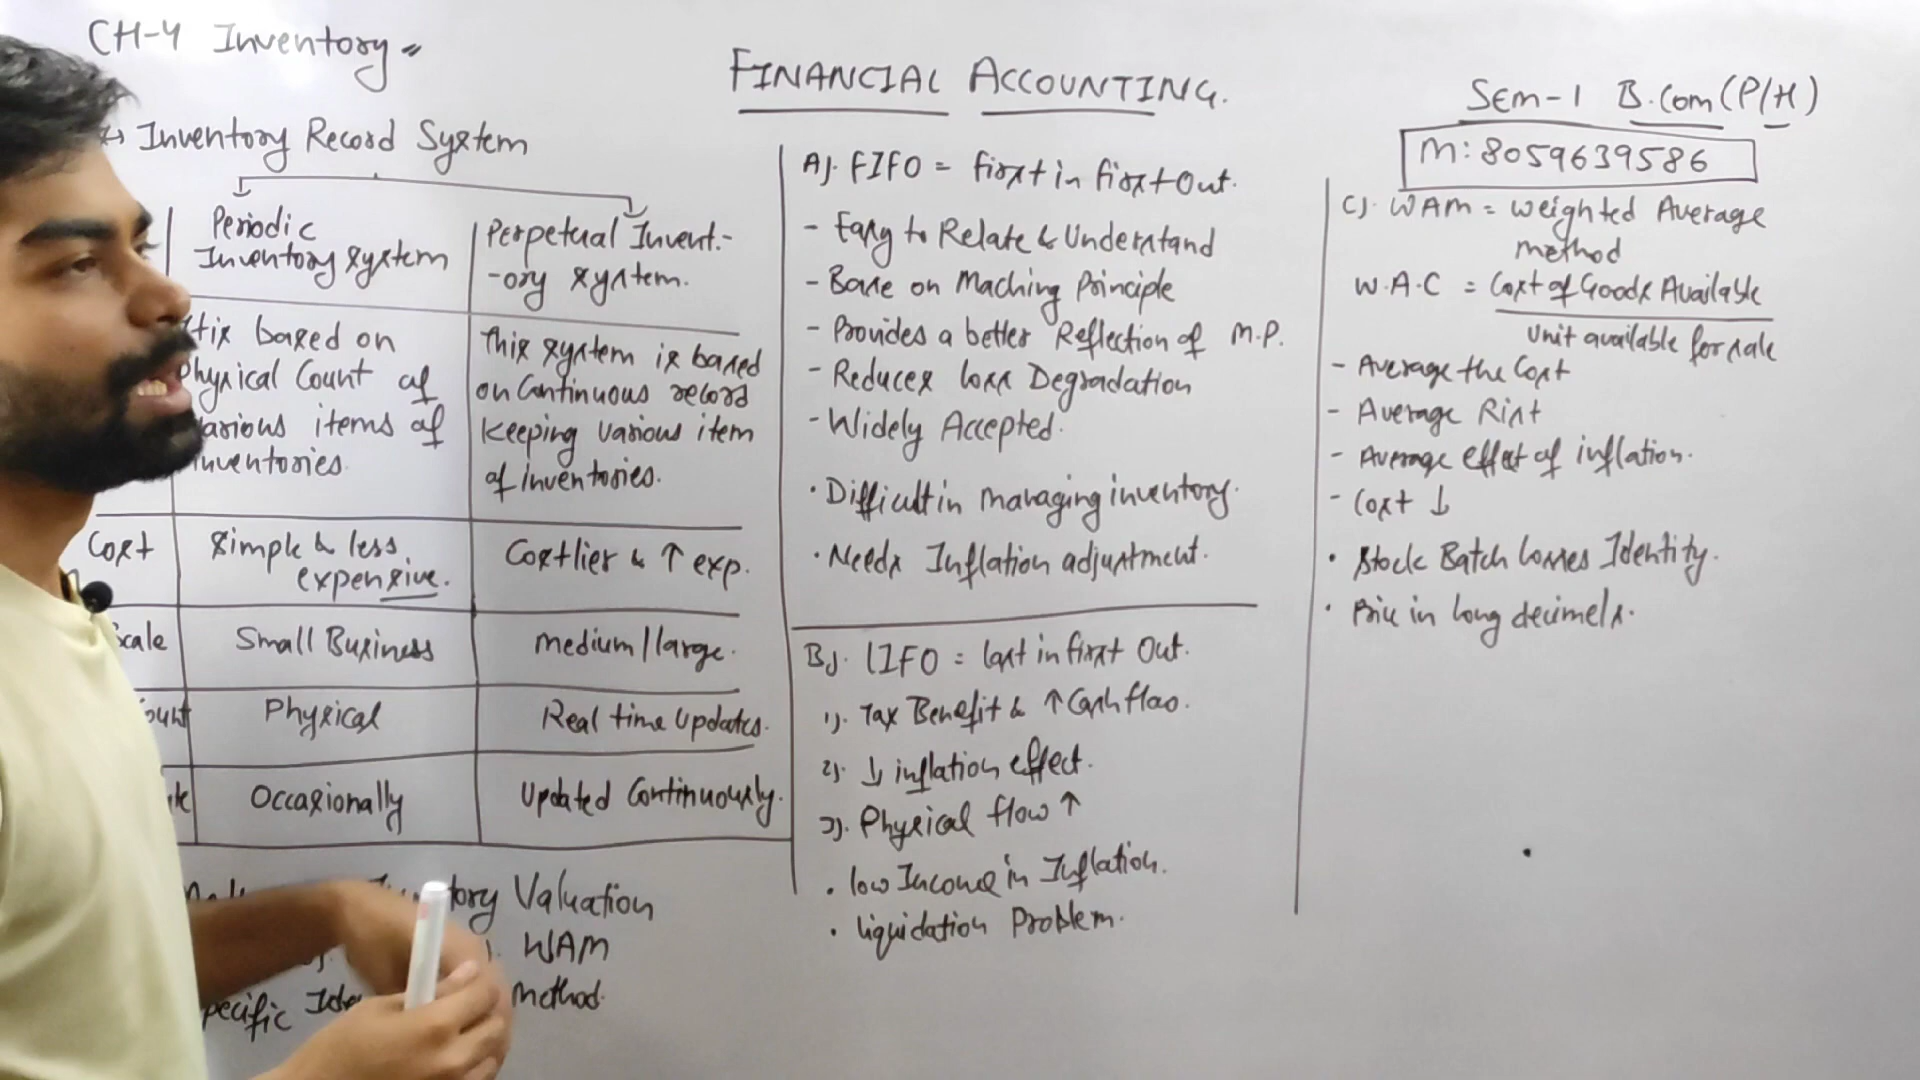 CH-4 Inventory
FINANCIAL ACCOUNTING.
Sem-1 B.Com (P/H)
M: 8059639586
Inventory Record System
Periodic
Inventory system
Perpetual Invent.-
-ory system.
It is based on
Physical Count of
various items of
inventories.
This system is based
on Continuous record
keeping various item
of inventories.
Cost
Simple & less
expensive.
Costlier & ↑ exp.
Scale
Small Business
medium/large.
Physical
Real time Updates.
Occasionally
Updated Continuously.
Valuation
WAM
Method.
A). FIFO = first in first Out.
- Easy to Relate & Understand
- Base on Maching Principle
- Provides a better Reflection of M.P.
- Reduces loss Degradation
- Widely Accepted.
· Difficult in managing inventory.
· Needs Inflation adjustment.
B). LIFO = last in first Out.
1). Tax Benefit & ↑ Cash flao.
2). ↓ inflation effect.
3). Physical flow ↑
· low Income in Inflation.
· liquidation Problem.
C). WAM = Weighted Average
method
W.A.C = Cost of Goods Available
Unit available for sale
- Average the Cost
- Average Rist
- Average effect of inflation.
- Cost ↓
· Stock Batch losses Identity.
· Price in long decimels.